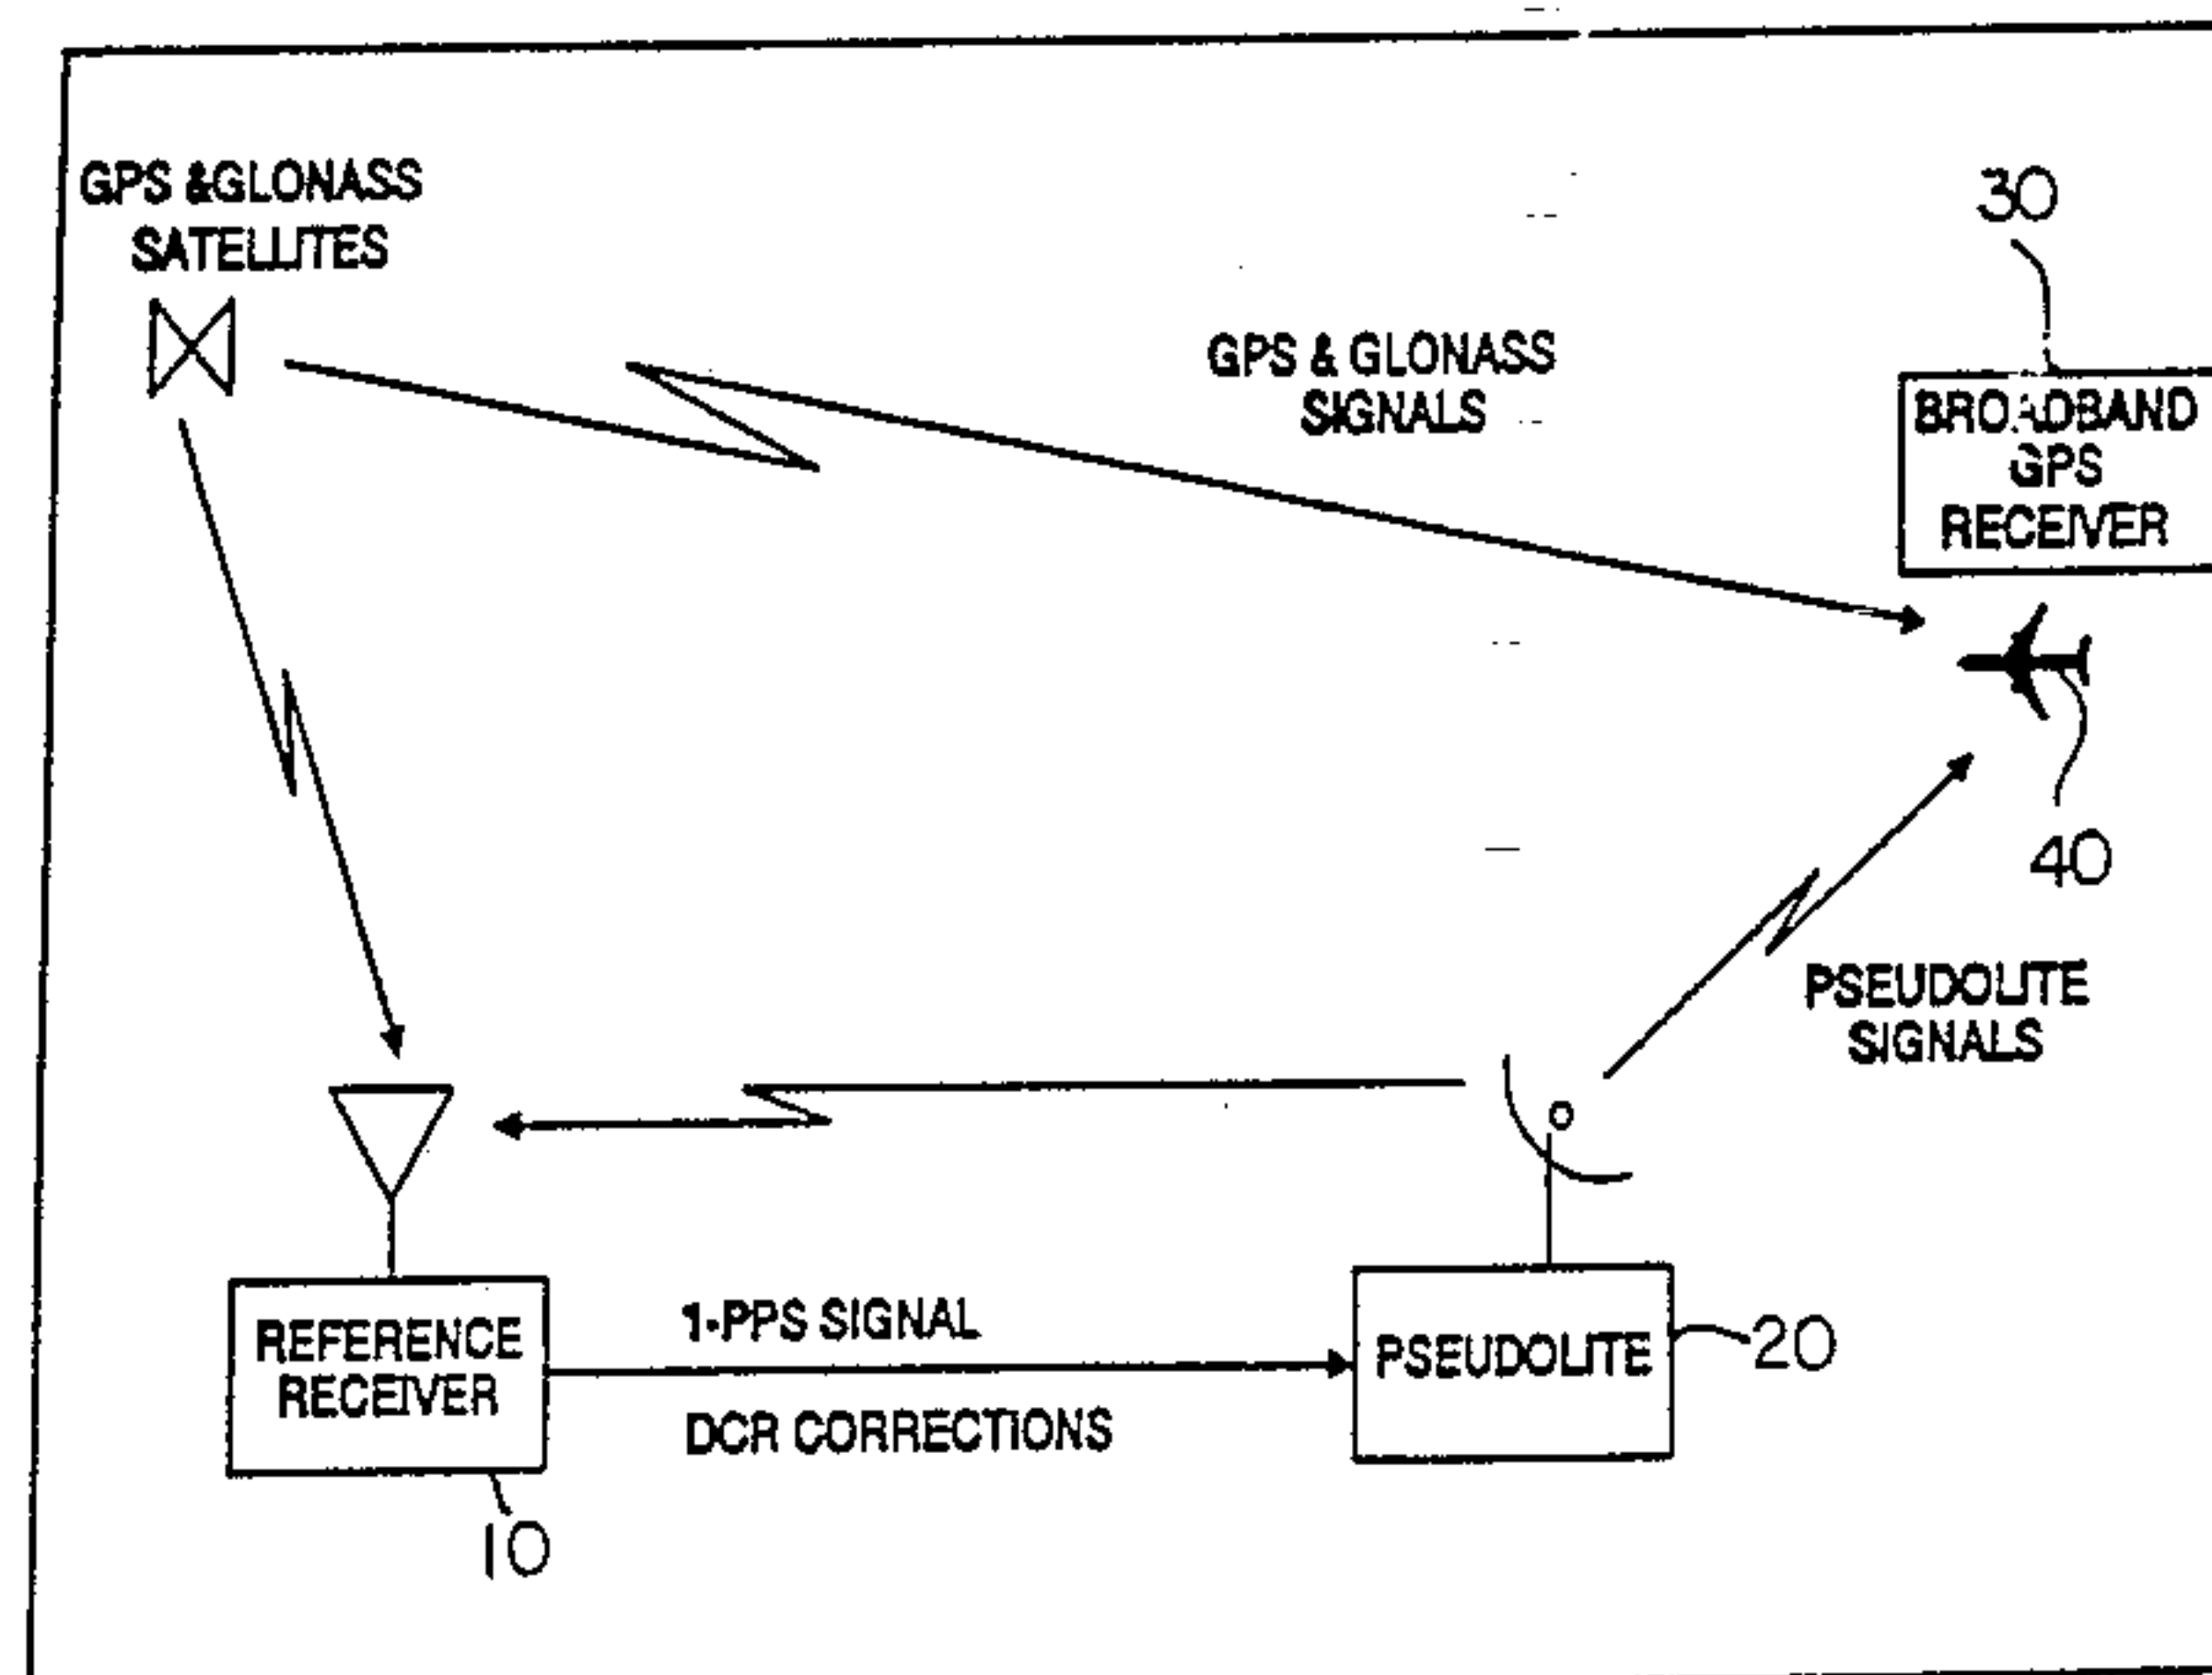 GPS &GLONASS
SATELLITES
30
GPS & GLONASS
SIGNALS
BROADBAND
GPS
RECEIVER
40
PSEUDOLITE
SIGNALS
1-PPS SIGNAL
REFERENCE
RECEIVER
PSEUDOLITE
20
DCR CORRECTIONS
10